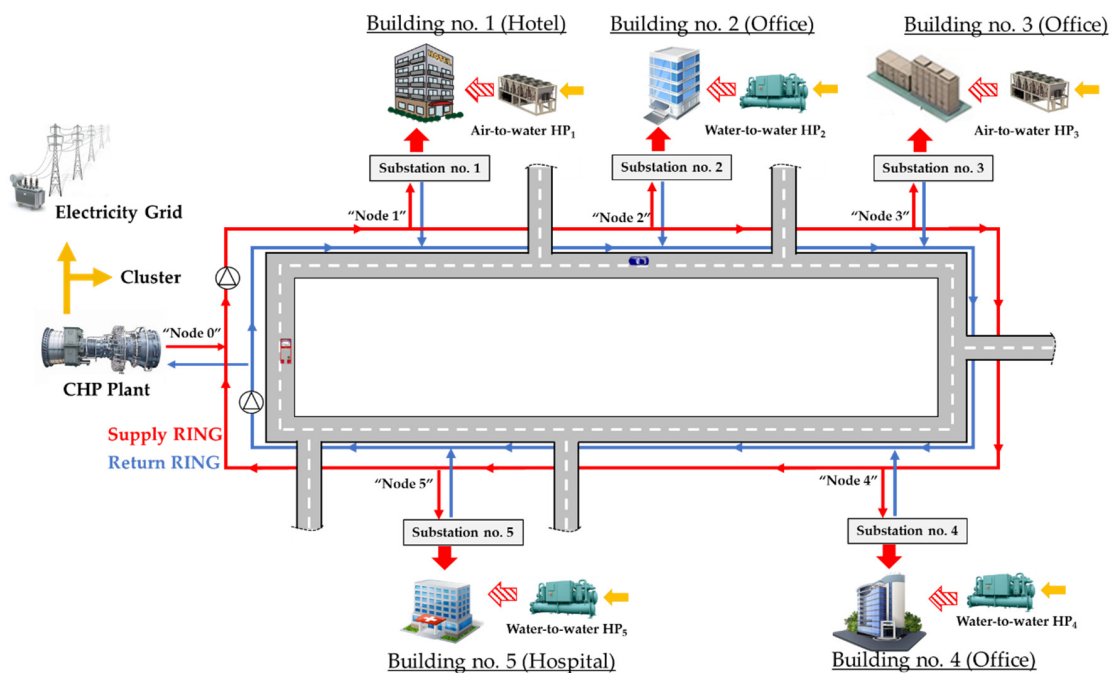 Building no. 1 (Hotel)
Building no. 2 (Office)
Building no. 3 (Office)
HOTEL
Air-to-water HP₁
Water-to-water HP₂
Air-to-water HP₃
Substation no. 1
Substation no. 2
Substation no. 3
Electricity Grid
"Node 1"
"Node 2"
"Node 3"
Cluster
"Node 0"
CHP Plant
Supply RING
Return RING
"Node 5"
"Node 4"
Substation no. 5
Substation no. 4
Water-to-water HP₅
Water-to-water HP₄
Building no. 5 (Hospital)
Building no. 4 (Office)